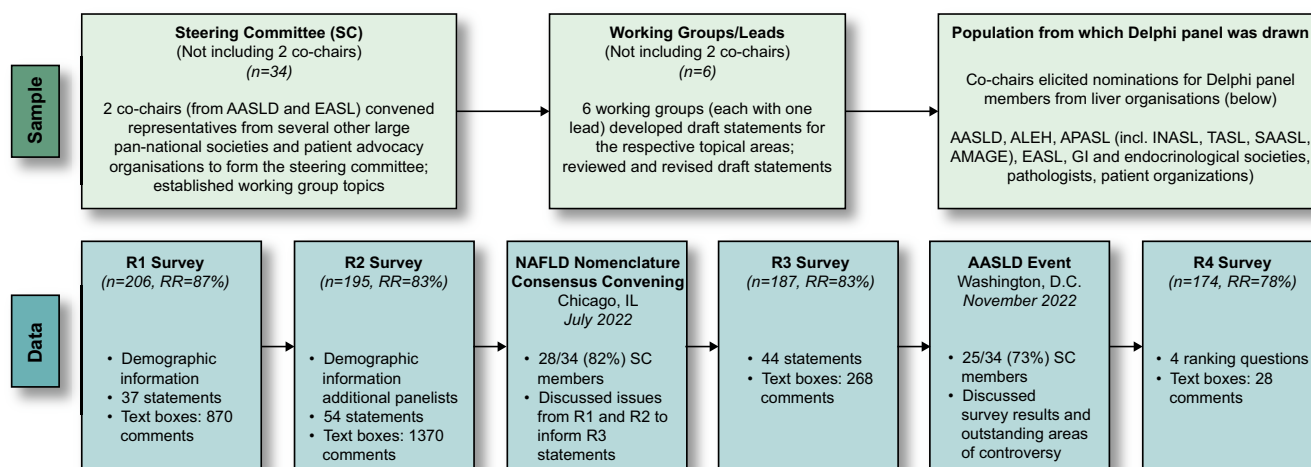 Sample
Steering Committee (SC)
(Not including 2 co-chairs)
(n=34)
2 co-chairs (from AASLD and EASL) convened
representatives from several other large
pan-national societies and patient advocacy
organisations to form the steering committee;
established working group topics
Working Groups/Leads
(Not including 2 co-chairs)
(n=6)
6 working groups (each with one
lead) developed draft statements for
the respective topical areas;
reviewed and revised draft statements
Population from which Delphi panel was drawn
Co-chairs elicited nominations for Delphi panel
members from liver organisations (below)
AASLD, ALEH, APASL (incl. INASL, TASL, SAASL,
AMAGE), EASL, GI and endocrinological societies,
pathologists, patient organizations)
Data
R1 Survey
(n=206, RR=87%)
• Demographic
information
• 37 statements
• Text boxes: 870
comments
R2 Survey
(n=195, RR=83%)
• Demographic
information
additional panelists
• 54 statements
• Text boxes: 1370
comments
NAFLD Nomenclature
Consensus Convening
Chicago, IL
July 2022
• 28/34 (82%) SC
members
• Discussed issues
from R1 and R2 to
inform R3
statements
R3 Survey
(n=187, RR=83%)
• 44 statements
• Text boxes: 268
comments
AASLD Event
Washington, D.C.
November 2022
• 25/34 (73%) SC
members
• Discussed
survey results and
outstanding areas
of controversy
R4 Survey
(n=174, RR=78%)
• 4 ranking questions
• Text boxes: 28
comments